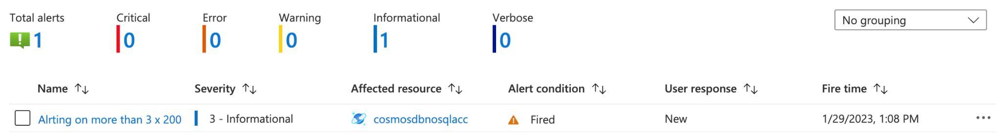 Total alerts Critical Error Warning Informational Verbose No grouping
1 0 0 0 1 0
Name Severity Affected resource Alert condition User response Fire time
Alrting on more than 3 x 200 3 - Informational cosmosdbnosqlacc Fired New 1/29/2023, 1:08 PM